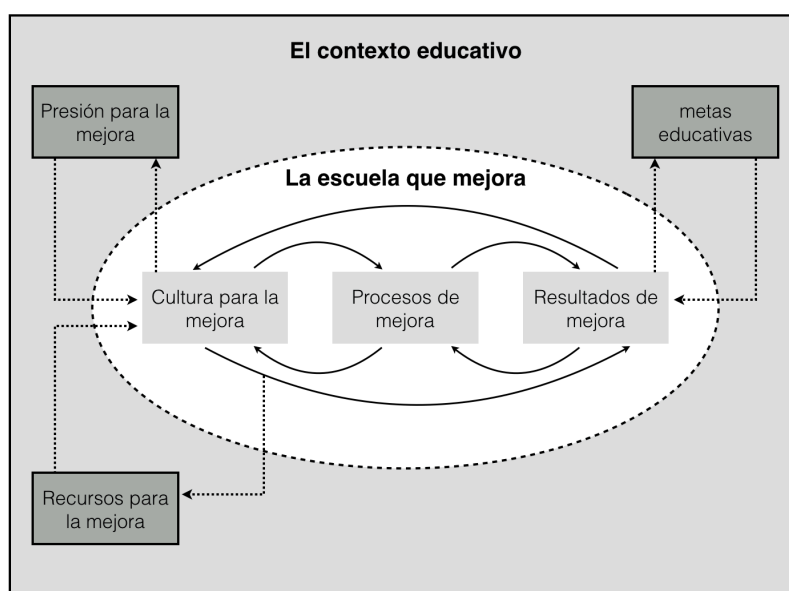 El contexto educativo
Presión para la
mejora
metas
educativas
La escuela que mejora
Cultura para la
mejora
Procesos de
mejora
Resultados de
mejora
Recursos para
la mejora